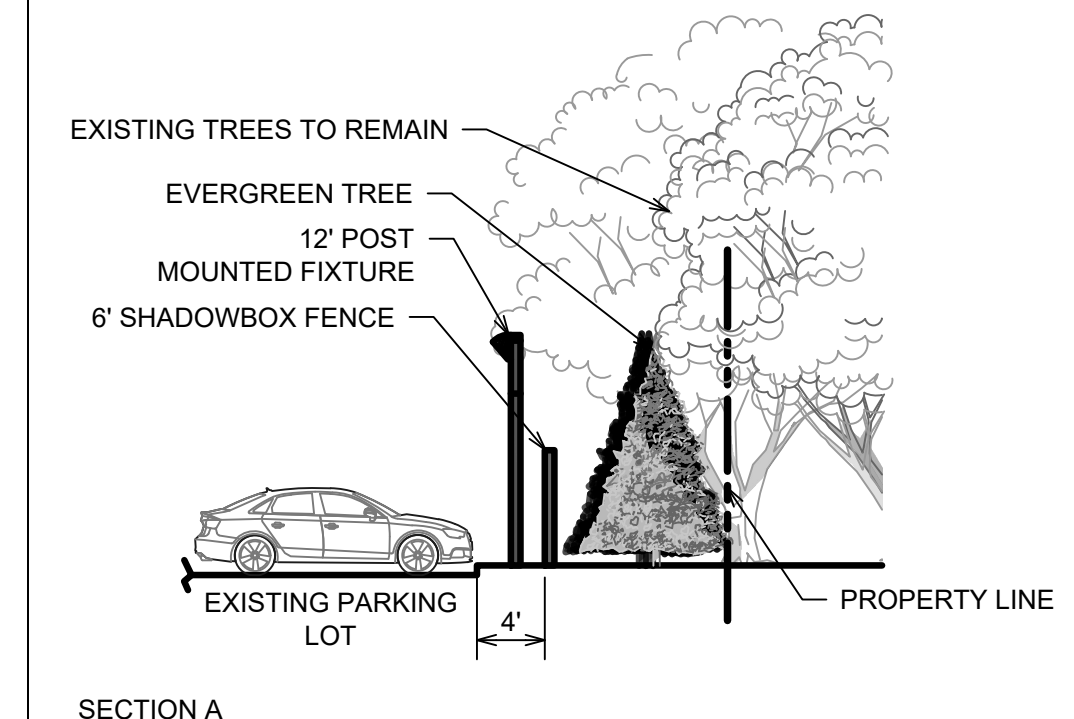 EXISTING TREES TO REMAIN
EVERGREEN TREE
12' POST
MOUNTED FIXTURE
6' SHADOWBOX FENCE
EXISTING PARKING
LOT
4'
PROPERTY LINE
SECTION A